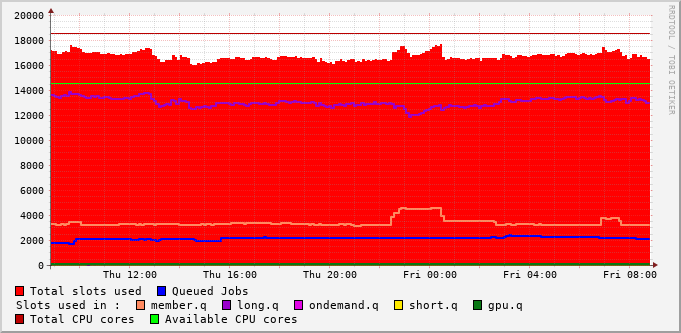 20000
18000
16000
14000
12000
10000
8000
6000
4000
2000
0
Thu 12:00 Thu 16:00 Thu 20:00 Fri 00:00 Fri 04:00 Fri 08:00
RRDTOOL / TOBI OETIKER
Total slots used Queued Jobs
Slots used in : member.q long.q ondemand.q short.q gpu.q
Total CPU cores Available CPU cores